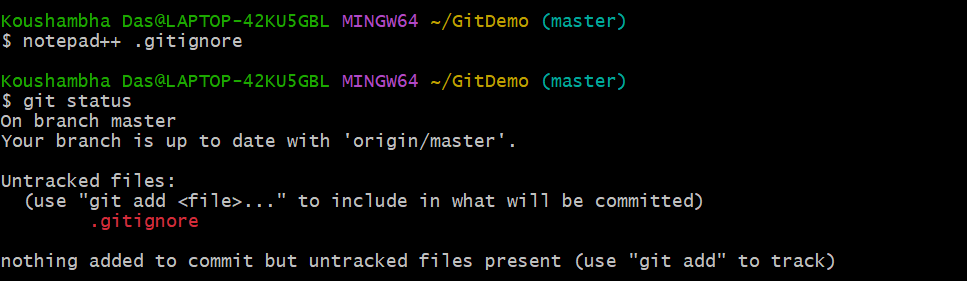 Koushambha Das@LAPTOP-42KU5GBL MINGW64 ~/GitDemo (master)
$ notepad++ .gitignore
Koushambha Das@LAPTOP-42KU5GBL MINGW64 ~/GitDemo (master)
$ git status
On branch master
Your branch is up to date with 'origin/master'.
Untracked files:
  (use "git add <file>..." to include in what will be committed)
        .gitignore
nothing added to commit but untracked files present (use "git add" to track)